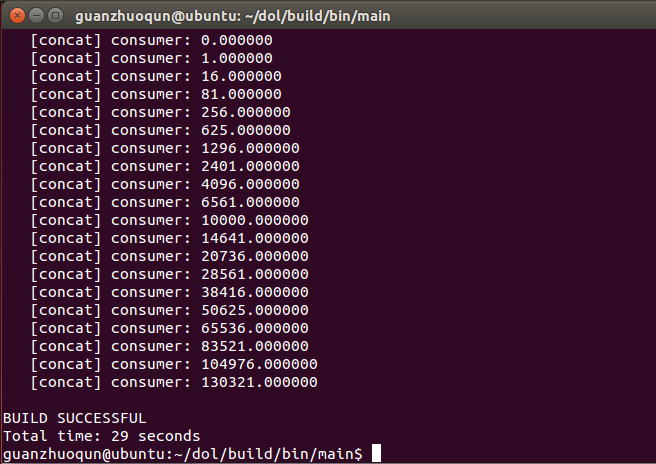 guanzhuoqun@ubuntu: ~/dol/build/bin/main
[concat] consumer: 0.000000
[concat] consumer: 1.000000
[concat] consumer: 16.000000
[concat] consumer: 81.000000
[concat] consumer: 256.000000
[concat] consumer: 625.000000
[concat] consumer: 1296.000000
[concat] consumer: 2401.000000
[concat] consumer: 4096.000000
[concat] consumer: 6561.000000
[concat] consumer: 10000.000000
[concat] consumer: 14641.000000
[concat] consumer: 20736.000000
[concat] consumer: 28561.000000
[concat] consumer: 38416.000000
[concat] consumer: 50625.000000
[concat] consumer: 65536.000000
[concat] consumer: 83521.000000
[concat] consumer: 104976.000000
[concat] consumer: 130321.000000
BUILD SUCCESSFUL
Total time: 29 seconds
guanzhuoqun@ubuntu:~/dol/build/bin/main$